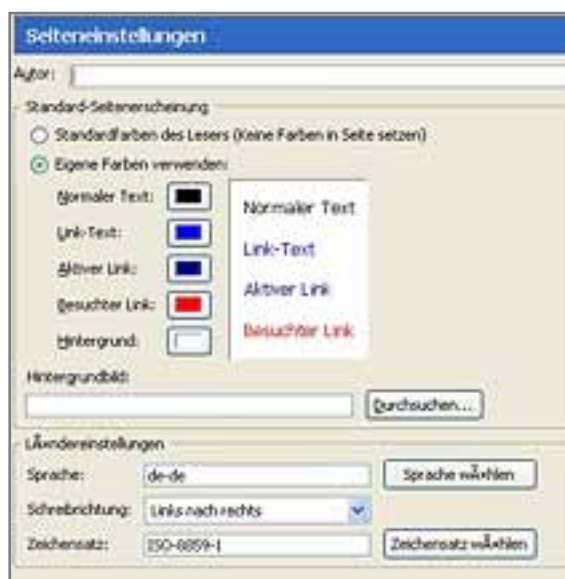 Seiteneinstellungen
Autor:
Standard-Seitenerscheinung
Standardfarben des Lesers (Keine Farben in Seite setzen)
Eigene Farben verwenden:
Normaler Text:
Link-Text:
Aktiver Link:
Besuchter Link:
Hintergrund:
Normaler Text
Link-Text
Aktiver Link
Besuchter Link
Hintergrundbild:
Durchsuchen...
LÃ¤ndereinstellungen
Sprache: de-de Sprache wÃ¤hlen
Schreibrichtung: Links nach rechts
Zeichensatz: ISO-8859-1 Zeichensatz wÃ¤hlen